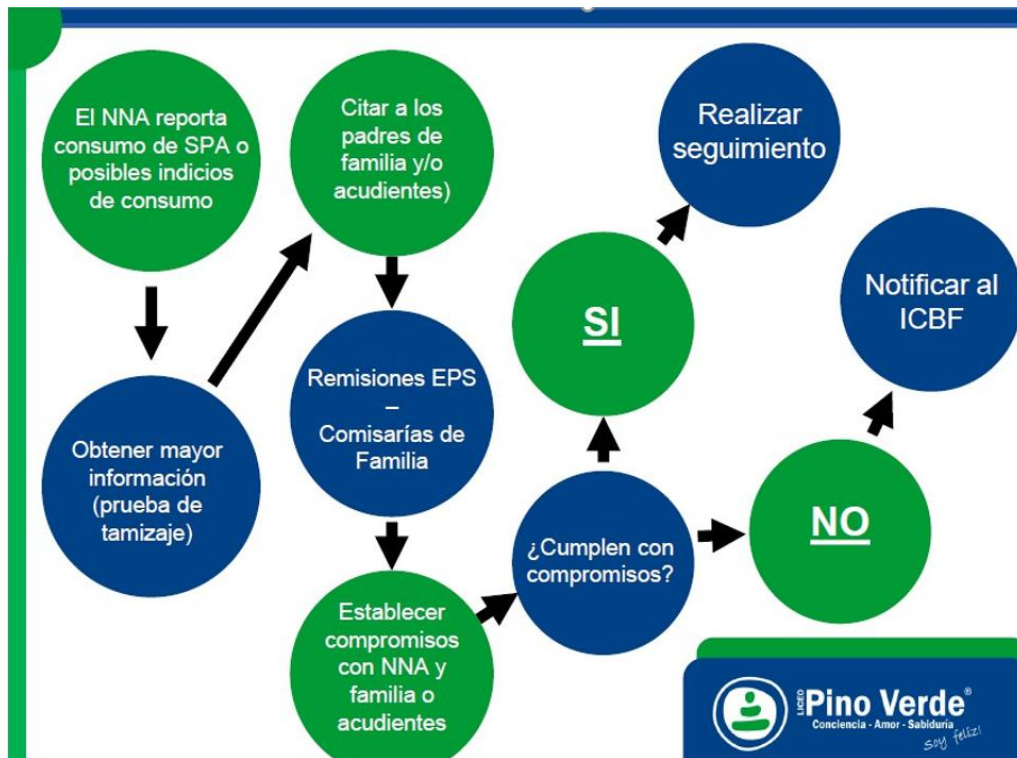 El NNA reporta
consumo de SPA o
posibles indicios
de consumo
Obtener mayor
información
(prueba de
tamizaje)
Citar a los
padres de
familia y/o
acudientes)
Remisiones EPS
–
Comisarías de
Familia
Establecer
compromisos
con NNA y
familia o
acudientes
¿Cumplen con
compromisos?
SI
Realizar
seguimiento
NO
Notificar al
ICBF
LICEO
Pino Verde®
Conciencia - Amor - Sabiduría
soy feliz!